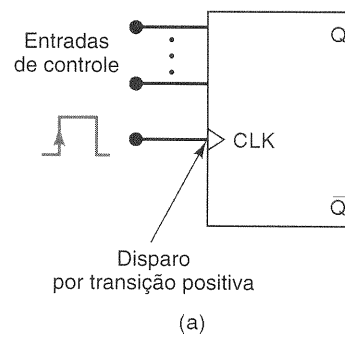 Entradas
de controle
Q
CLK
Q̅
Disparo
por transição positiva
(a)